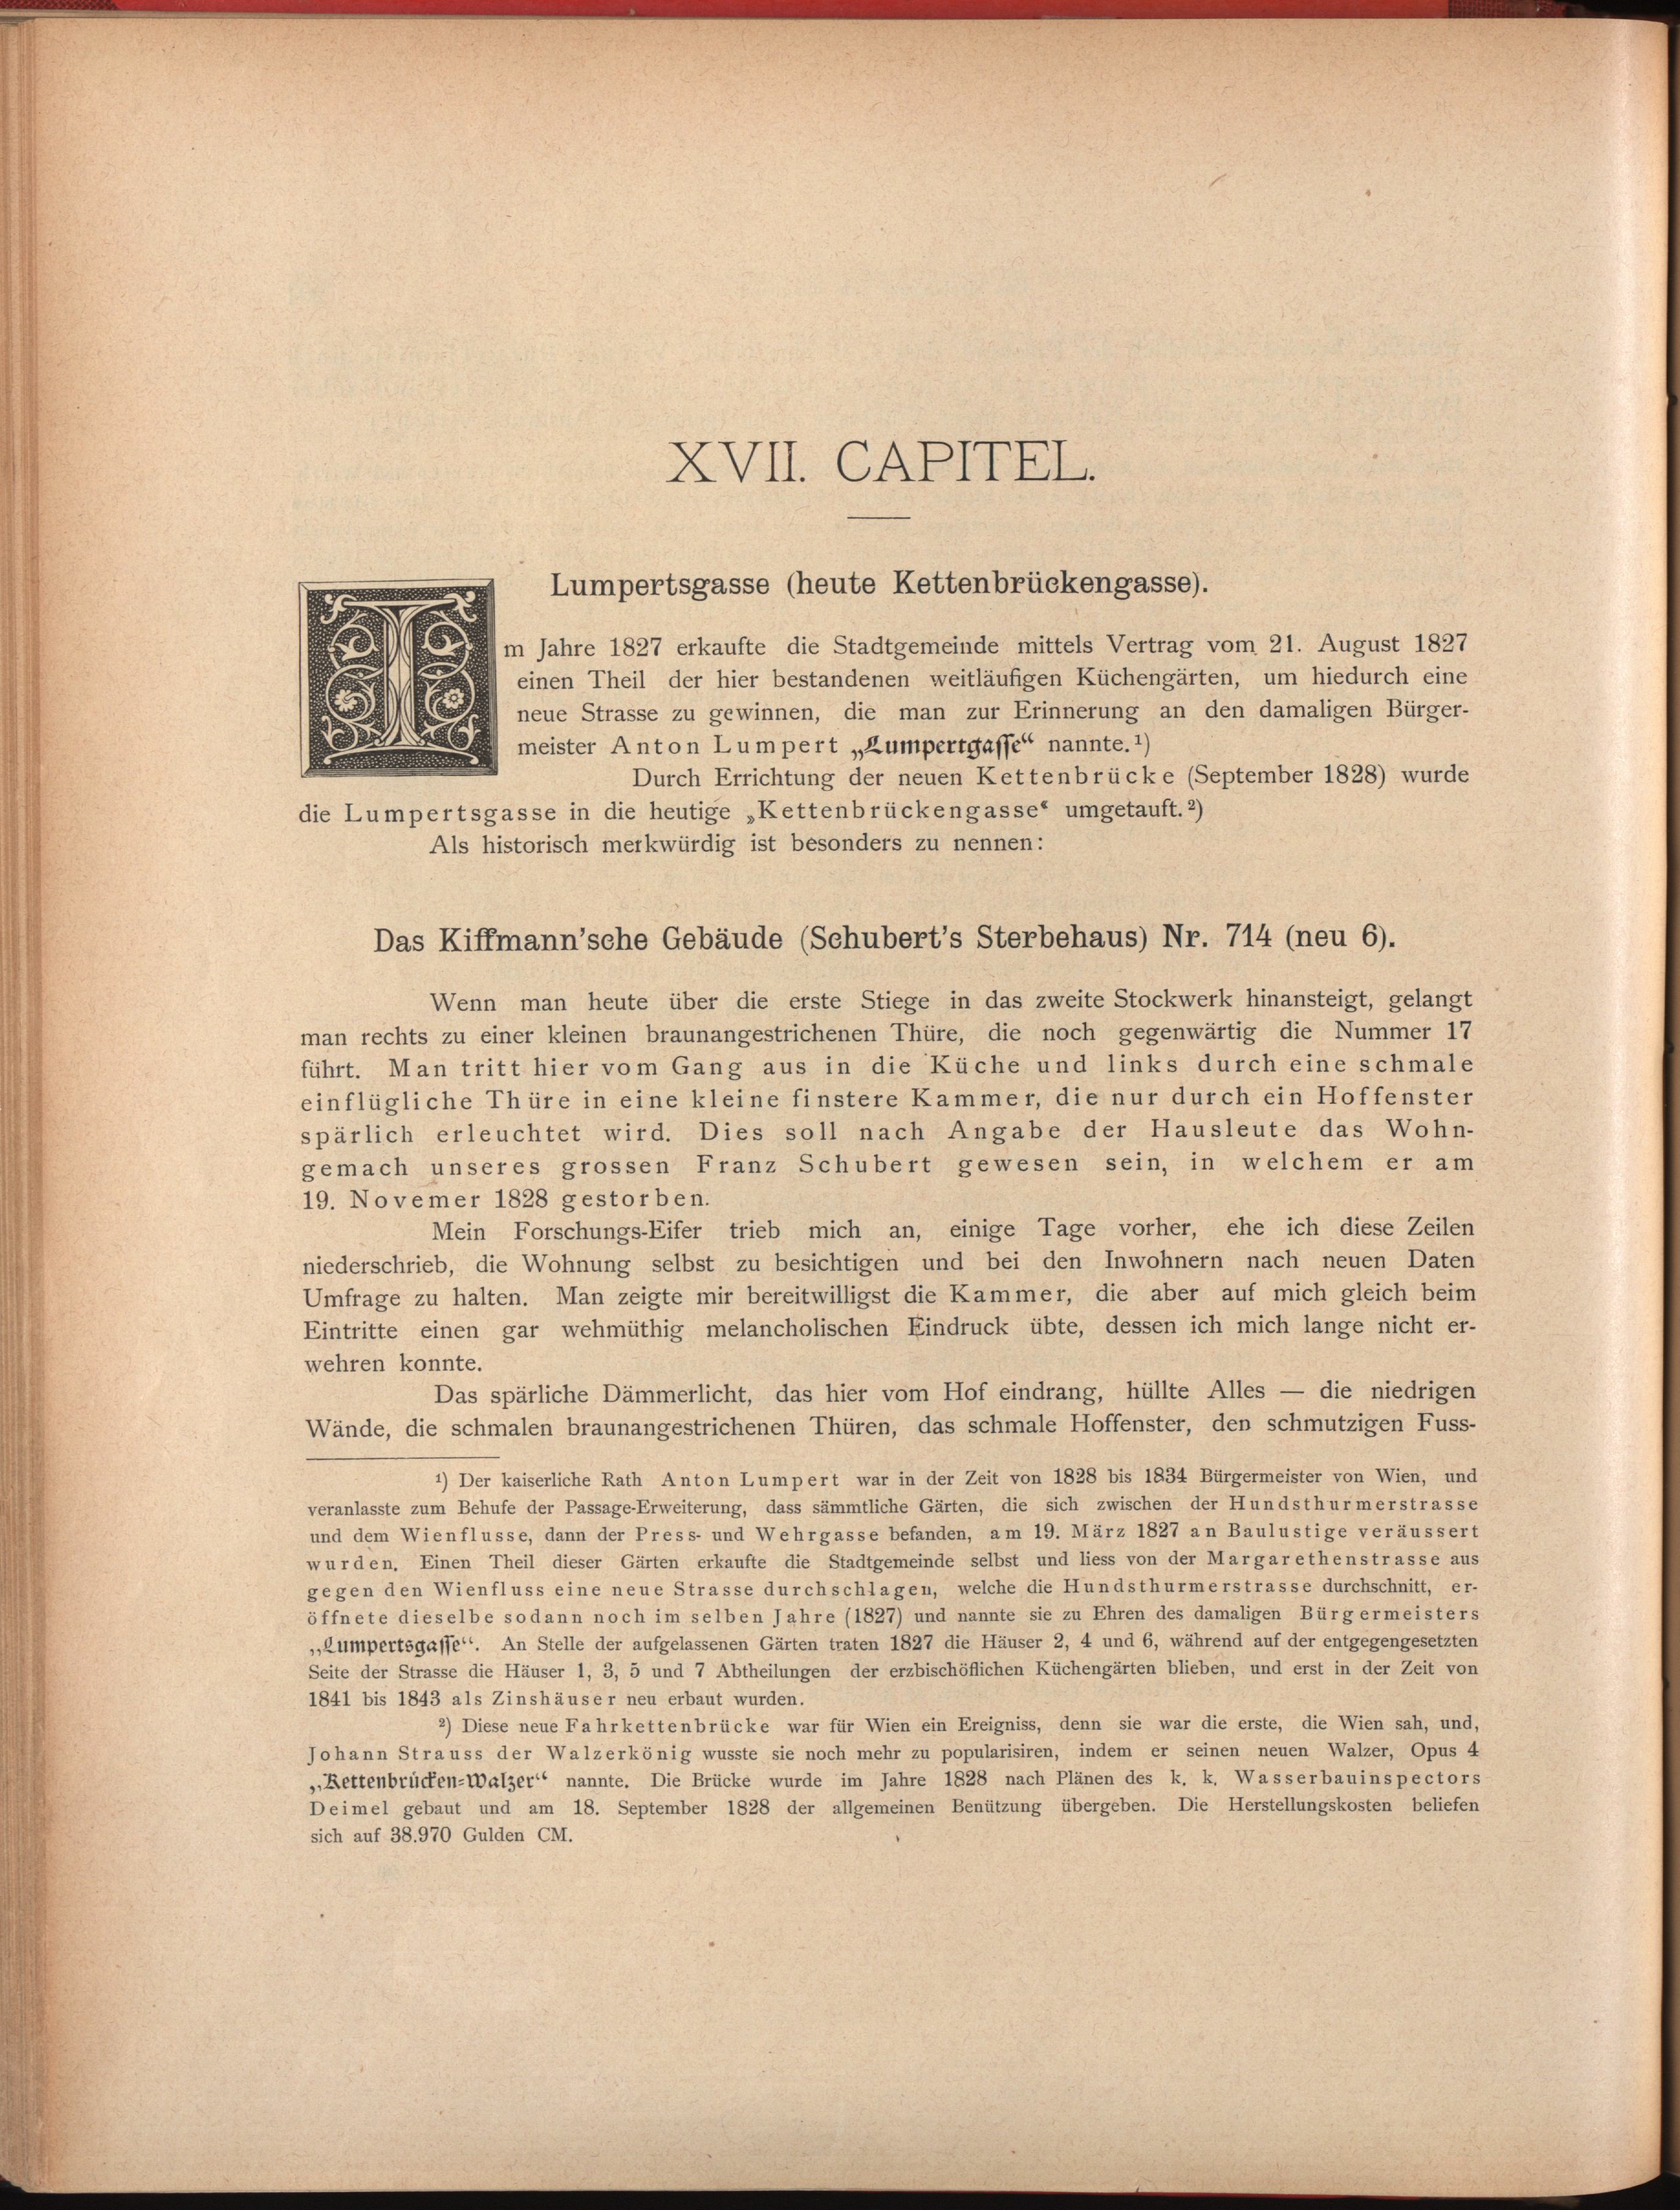 XVII. CAPITEL.
Lumpertsgasse (heute Kettenbrückengasse).
Im Jahre 1827 erkaufte die Stadtgemeinde mittels Vertrag vom 21. August 1827
einen Theil der hier bestandenen weitläufigen Küchengärten, um hiedurch eine
neue Strasse zu gewinnen, die man zur Erinnerung an den damaligen Bürger-
meister Anton Lumpert „Lumpertgasse“ nannte.¹)
Durch Errichtung der neuen Kettenbrücke (September 1828) wurde
die Lumpertsgasse in die heutige „Kettenbrückengasse“ umgetauft.²)
Als historisch merkwürdig ist besonders zu nennen:
Das Kiffmann'sche Gebäude (Schubert's Sterbehaus) Nr. 714 (neu 6).
Wenn man heute über die erste Stiege in das zweite Stockwerk hinansteigt, gelangt
man rechts zu einer kleinen braunangestrichenen Thüre, die noch gegenwärtig die Nummer 17
führt. Man tritt hier vom Gang aus in die Küche und links durch eine schmale
einflügliche Thüre in eine kleine finstere Kammer, die nur durch ein Hoffenster
spärlich erleuchtet wird. Dies soll nach Angabe der Hausleute das Wohn-
gemach unseres grossen Franz Schubert gewesen sein, in welchem er am
19. Novemer 1828 gestorben.
Mein Forschungs-Eifer trieb mich an, einige Tage vorher, ehe ich diese Zeilen
niederschrieb, die Wohnung selbst zu besichtigen und bei den Inwohnern nach neuen Daten
Umfrage zu halten. Man zeigte mir bereitwilligst die Kammer, die aber auf mich gleich beim
Eintritte einen gar wehmüthig melancholischen Eindruck übte, dessen ich mich lange nicht er-
wehren konnte.
Das spärliche Dämmerlicht, das hier vom Hof eindrang, hüllte Alles — die niedrigen
Wände, die schmalen braunangestrichenen Thüren, das schmale Hoffenster, den schmutzigen Fuss-
¹) Der kaiserliche Rath Anton Lumpert war in der Zeit von 1828 bis 1834 Bürgermeister von Wien, und
veranlasste zum Behufe der Passage-Erweiterung, dass sämmtliche Gärten, die sich zwischen der Hundsthurmerstrasse
und dem Wienflusse, dann der Press- und Wehrgasse befanden, am 19. März 1827 an Baulustige veräussert
wurden. Einen Theil dieser Gärten erkaufte die Stadtgemeinde selbst und liess von der Margarethenstrasse aus
gegen den Wienfluss eine neue Strasse durchschlagen, welche die Hundsthurmerstrasse durchschnitt, er-
öffnete dieselbe sodann noch im selben Jahre (1827) und nannte sie zu Ehren des damaligen Bürgermeisters
„Lumpertsgasse“. An Stelle der aufgelassenen Gärten traten 1827 die Häuser 2, 4 und 6, während auf der entgegengesetzten
Seite der Strasse die Häuser 1, 3, 5 und 7 Abtheilungen der erzbischöflichen Küchengärten blieben, und erst in der Zeit von
1841 bis 1843 als Zinshäuser neu erbaut wurden.
²) Diese neue Fahrkettenbrücke war für Wien ein Ereigniss, denn sie war die erste, die Wien sah, und,
Johann Strauss der Walzerkönig wusste sie noch mehr zu popularisiren, indem er seinen neuen Walzer, Opus 4
„Kettenbrücken-Walzer“ nannte. Die Brücke wurde im Jahre 1828 nach Plänen des k. k. Wasserbauinspectors
Deimel gebaut und am 18. September 1828 der allgemeinen Benützung übergeben. Die Herstellungskosten beliefen
sich auf 38.970 Gulden CM.